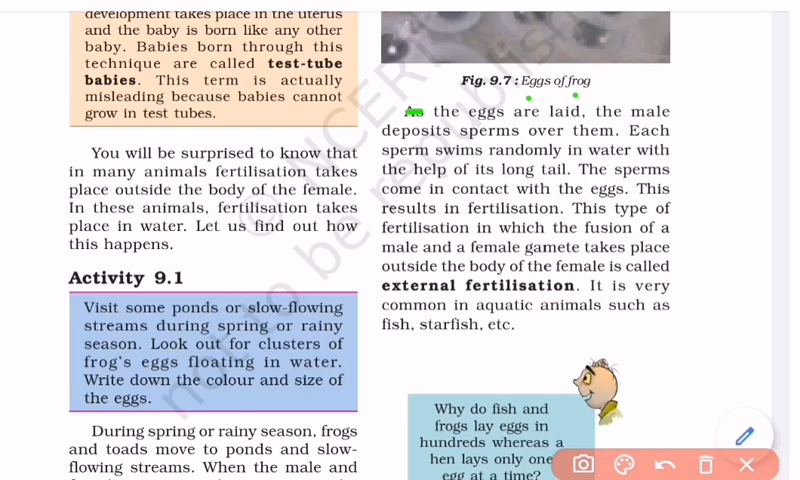 development takes place in the uterus
and the baby is born like any other
baby. Babies born through this
technique are called test-tube
babies. This term is actually
misleading because babies cannot
grow in test tubes.
You will be surprised to know that
in many animals fertilisation takes
place outside the body of the female.
In these animals, fertilisation takes
place in water. Let us find out how
this happens.
Activity 9.1
Visit some ponds or slow-flowing
streams during spring or rainy
season. Look out for clusters of
frog's eggs floating in water.
Write down the colour and size of
the eggs.
During spring or rainy season, frogs
and toads move to ponds and slow-
flowing streams. When the male and
Fig. 9.7 : Eggs of frog
As the eggs are laid, the male
deposits sperms over them. Each
sperm swims randomly in water with
the help of its long tail. The sperms
come in contact with the eggs. This
results in fertilisation. This type of
fertilisation in which the fusion of a
male and a female gamete takes place
outside the body of the female is called
external fertilisation. It is very
common in aquatic animals such as
fish, starfish, etc.
Why do fish and
frogs lay eggs in
hundreds whereas a
hen lays only one
egg at a time?
© NCERT
not to be republished